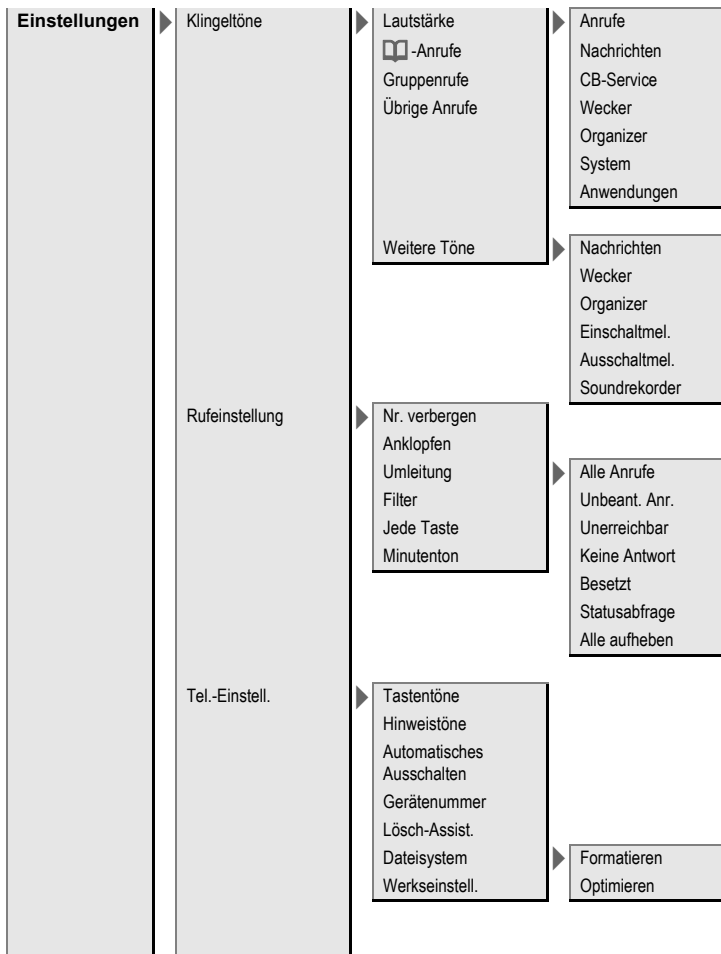 Einstellungen
Klingeltöne
Lautstärke
Anrufe
Nachrichten
CB-Service
Wecker
Organizer
System
Anwendungen
-Anrufe
Gruppenrufe
Übrige Anrufe
Weitere Töne
Nachrichten
Wecker
Organizer
Einschaltmel.
Ausschaltmel.
Soundrekorder
Rufeinstellung
Nr. verbergen
Anklopfen
Umleitung
Alle Anrufe
Unbeant. Anr.
Unerreichbar
Keine Antwort
Besetzt
Statusabfrage
Alle aufheben
Filter
Jede Taste
Minutenton
Tel.-Einstell.
Tastentöne
Hinweistöne
Automatisches
Ausschalten
Gerätenummer
Lösch-Assist.
Dateisystem
Formatieren
Optimieren
Werkseinstell.